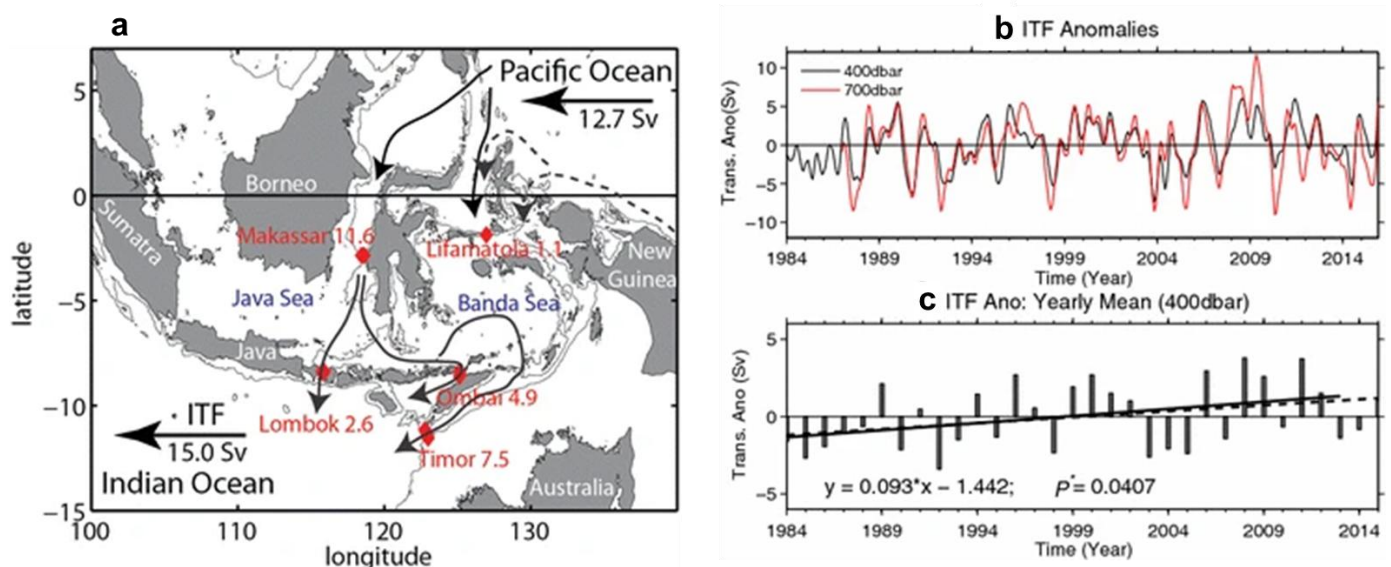 a
Pacific Ocean
12.7 Sv
Borneo
Sumatra
Makassar 11.6
Lifamatola 1.1
New
Guinea
Java Sea
Banda Sea
Java
Ombai 4.9
ITF
Lombok 2.6
15.0 Sv
Timor 7.5
Indian Ocean
Australia
5
0
−5
−10
−15
latitude
100
110
120
130
longitude
b ITF Anomalies
400dbar
700dbar
10
5
0
−5
−10
Trans. Ano(Sv)
1984 1989 1994 1999 2004 2009 2014
Time (Year)
c ITF Ano: Yearly Mean (400dbar)
5
0
−5
Trans. Ano (Sv)
y = 0.093*x − 1.442; P*= 0.0407
1984 1989 1994 1999 2004 2009 2014
Time (Year)